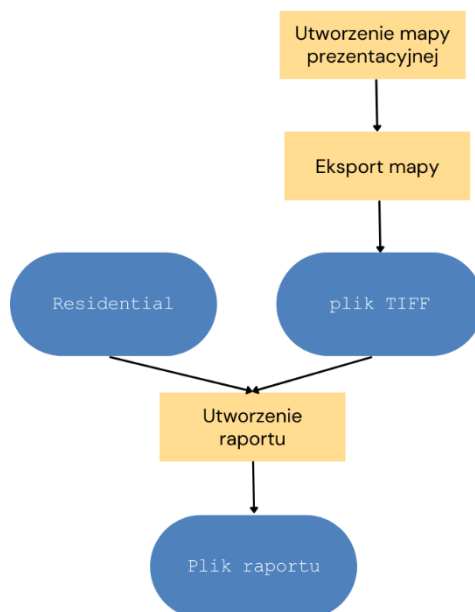 Utworzenie mapy
prezentacyjnej
Eksport mapy
Residential
plik TIFF
Utworzenie
raportu
Plik raportu